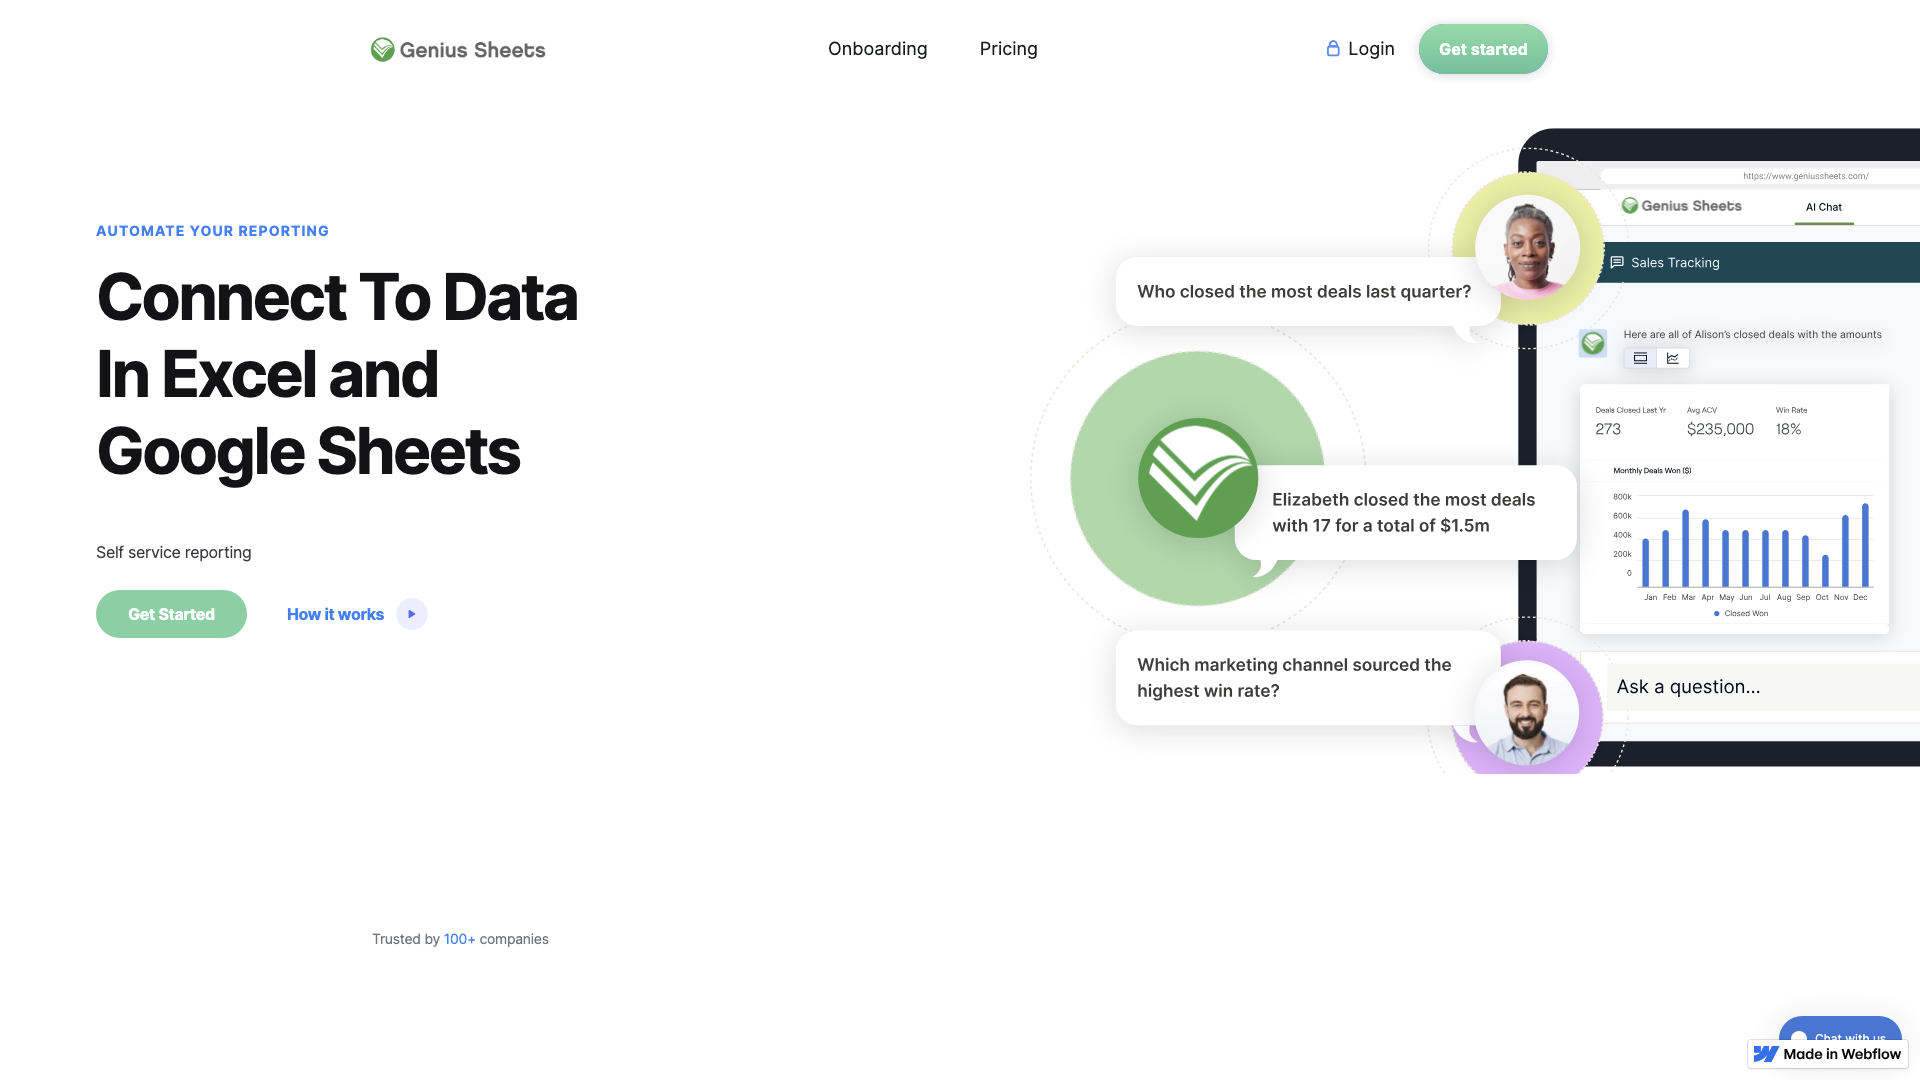 Genius Sheets
Onboarding
Pricing
Login
Get started
AUTOMATE YOUR REPORTING
Connect To Data
In Excel and
Google Sheets
Self service reporting
Get Started
How it works
Who closed the most deals last quarter?
Elizabeth closed the most deals
with 17 for a total of $1.5m
Which marketing channel sourced the
highest win rate?
https://www.geniussheets.com/
Genius Sheets
AI Chat
Sales Tracking
Here are all of Alison's closed deals with the amounts
Deals Closed Last Yr Avg ACV Win Rate
273 $235,000 18%
Monthly Deals Won ($)
800k
600k
400k
200k
0
Jan Feb Mar Apr May Jun Jul Aug Sep Oct Nov Dec
Closed Won
Ask a question...
Trusted by 100+ companies
Chat with us
Made in Webflow